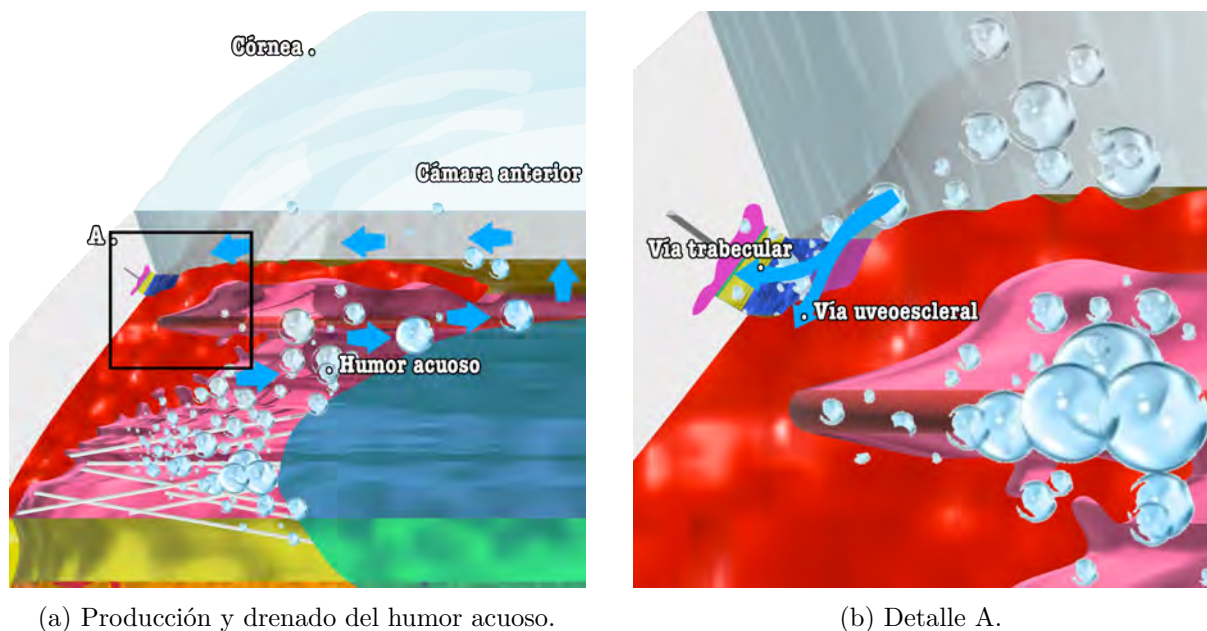 Córnea
Cámara anterior
A
Humor acuoso
Vía trabecular
Vía uveoescleral
(a) Producción y drenado del humor acuoso.
(b) Detalle A.